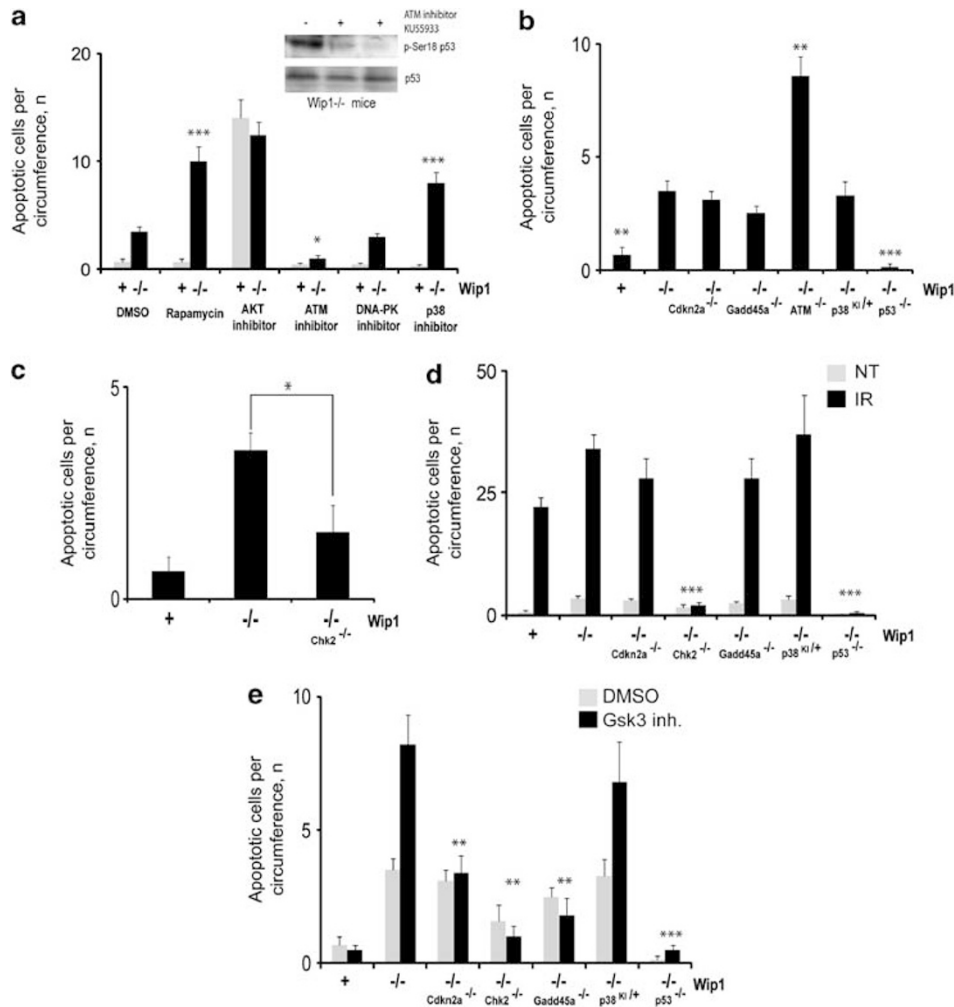 a
ATM inhibitor
KU55933
- + +
p-Ser18 p53
p53
Wip1-/- mice
Apoptotic cells per
circumference, n
20
10
0
+ -/- + -/- + -/- + -/- + -/- + -/- Wip1
DMSO Rapamycin AKT inhibitor ATM inhibitor DNA-PK inhibitor p38 inhibitor
***
*
***
b
Apoptotic cells per
circumference, n
10
5
0
**
**
***
+ -/- -/- -/- -/- -/- -/- Wip1
Cdkn2a-/- Gadd45a-/- ATM-/- p38 KI/+ p53-/-
c
Apoptotic cells per
circumference, n
5
0
*
+ -/- -/- Wip1
Chk2-/-
d
NT
IR
Apoptotic cells per
circumference, n
50
25
0
***
***
+ -/- -/- -/- -/- -/- -/- Wip1
Cdkn2a-/- Chk2-/- Gadd45a-/- p38 KI/+ p53-/-
e
DMSO
Gsk3 inh.
Apoptotic cells per
circumference, n
10
5
0
**
**
**
***
+ -/- -/- -/- -/- -/- -/- Wip1
Cdkn2a-/- Chk2-/- Gadd45a-/- p38 KI/+ p53-/-